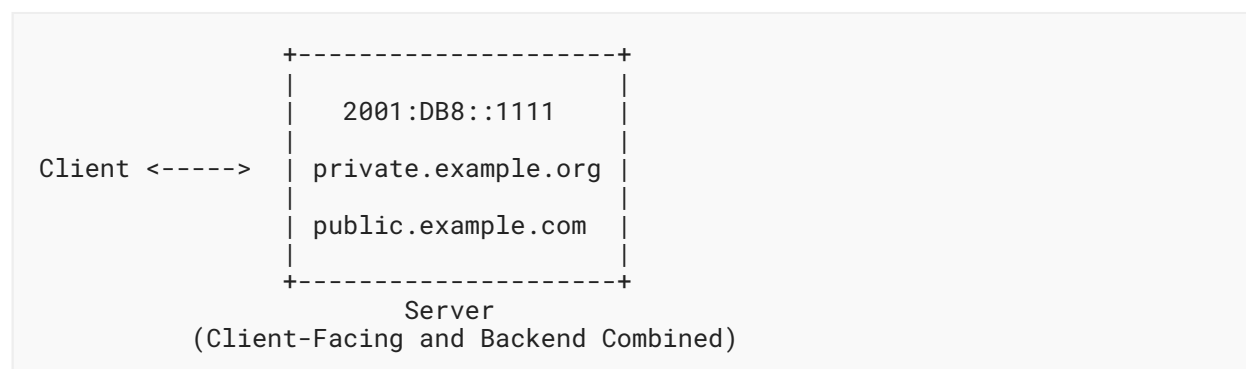 +---------------------+
|                     |
|   2001:DB8::1111    |
|                     |
Client <----->  | private.example.org |
|                     |
| public.example.com  |
|                     |
+---------------------+
Server
(Client-Facing and Backend Combined)